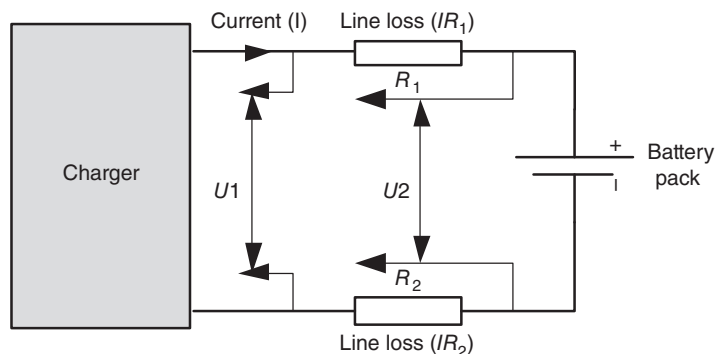 Current (I)
Line loss (IR₁)
R₁
Charger
U1
U2
+
Battery
pack
R₂
Line loss (IR₂)